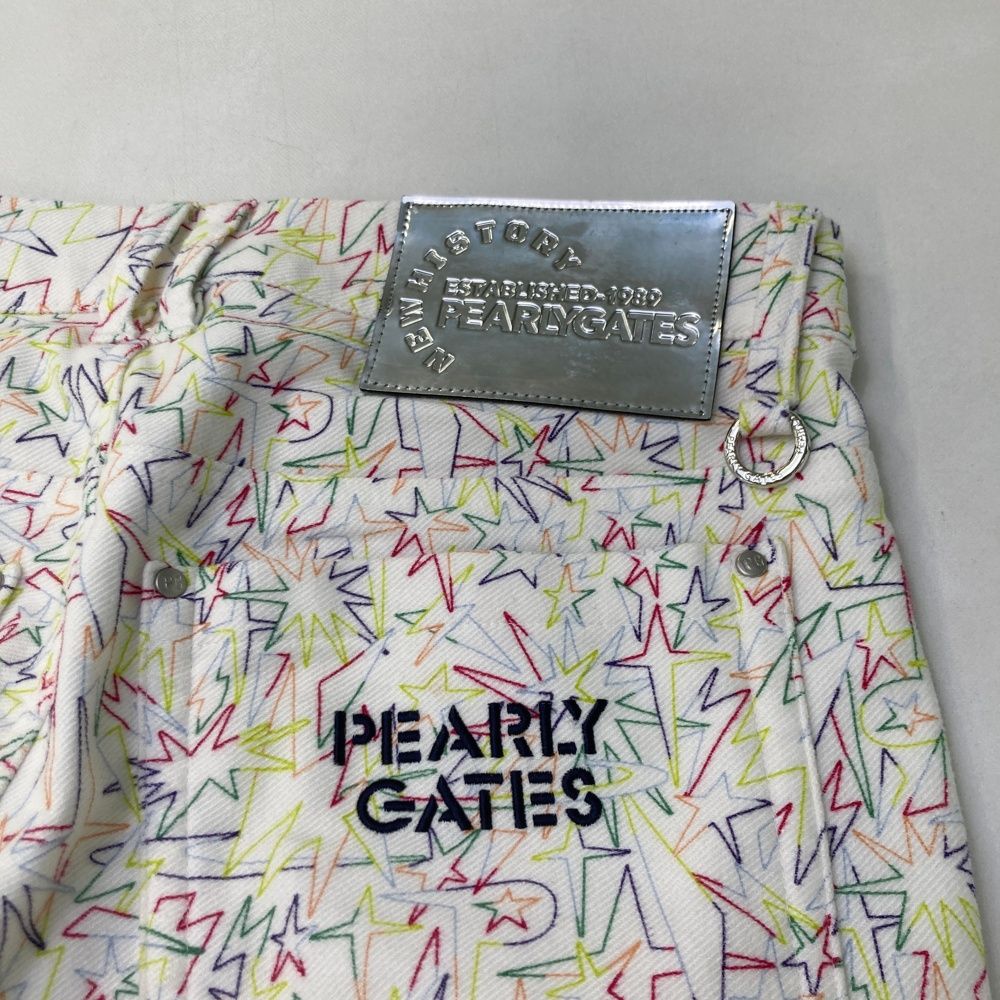 NEW HISTORY
ESTABLISHED-1989
PEARLYGATES
PEARLY
GATES